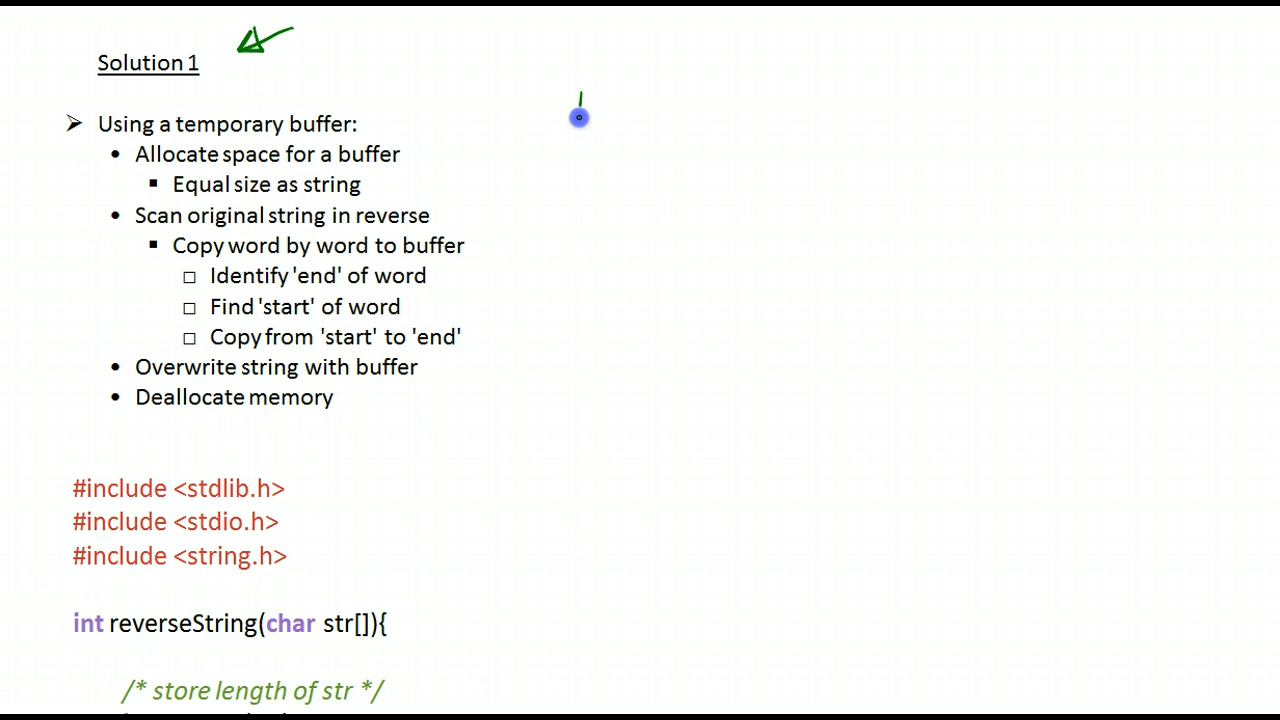 Solution 1
➢ Using a temporary buffer:
• Allocate space for a buffer
▪ Equal size as string
• Scan original string in reverse
▪ Copy word by word to buffer
□ Identify 'end' of word
□ Find 'start' of word
□ Copy from 'start' to 'end'
• Overwrite string with buffer
• Deallocate memory
#include <stdlib.h>
#include <stdio.h>
#include <string.h>
int reverseString(char str[]){
/* store length of str */